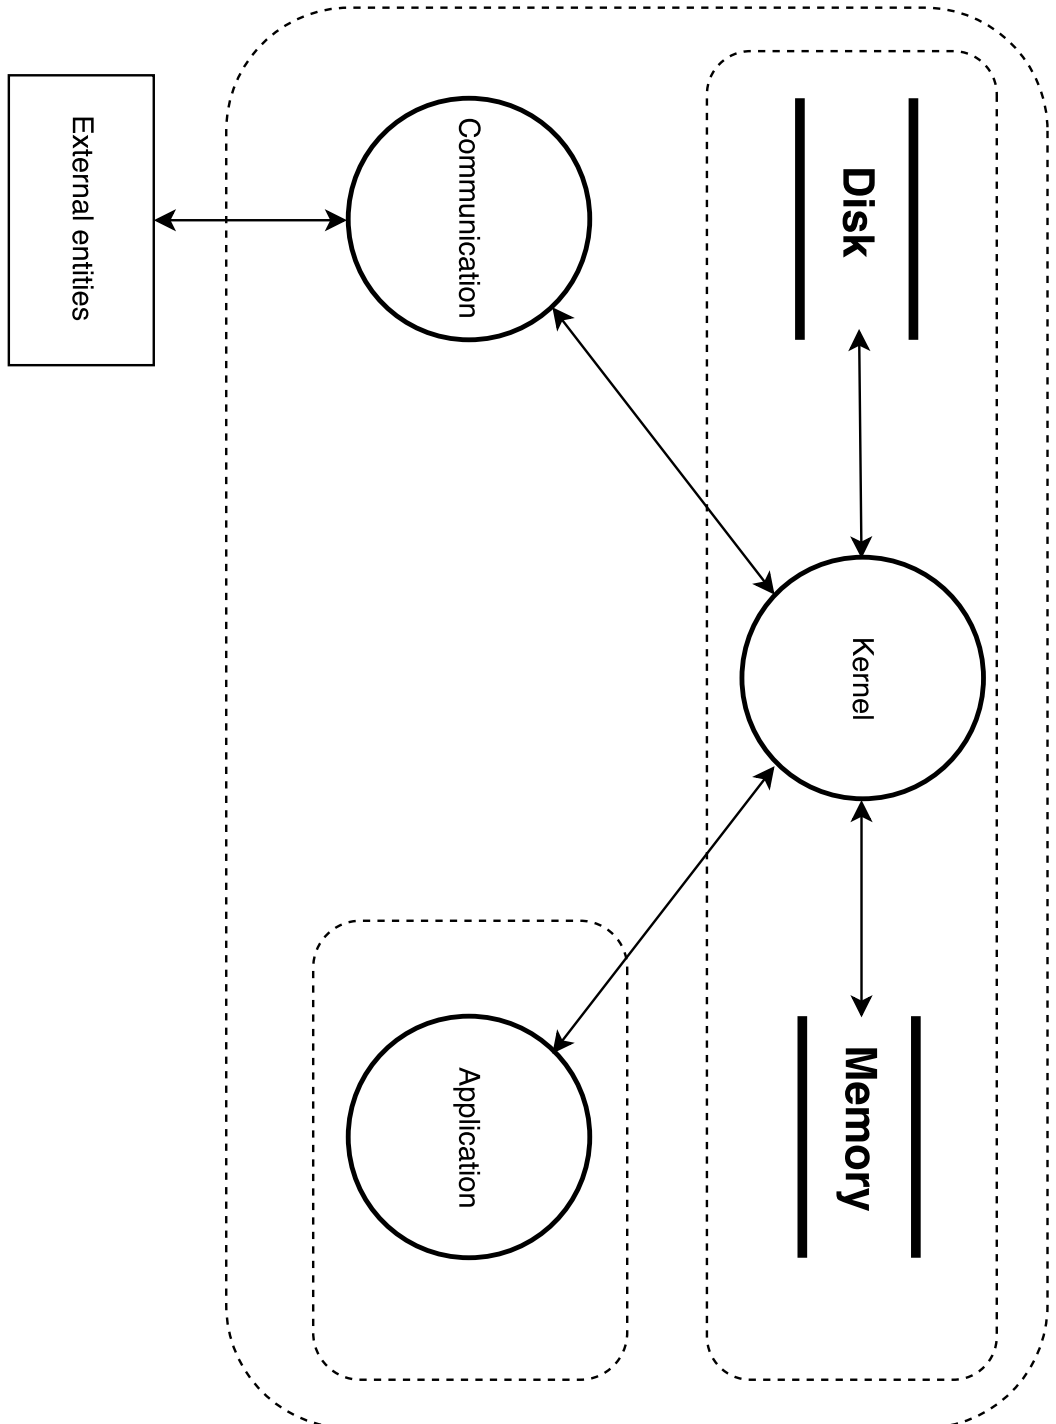 Disk
Kernel
Memory
Communication
Application
External entities